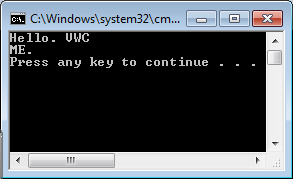 C:\Windows\system32\cm...
Hello. VWC
ME.
Press any key to continue . . .